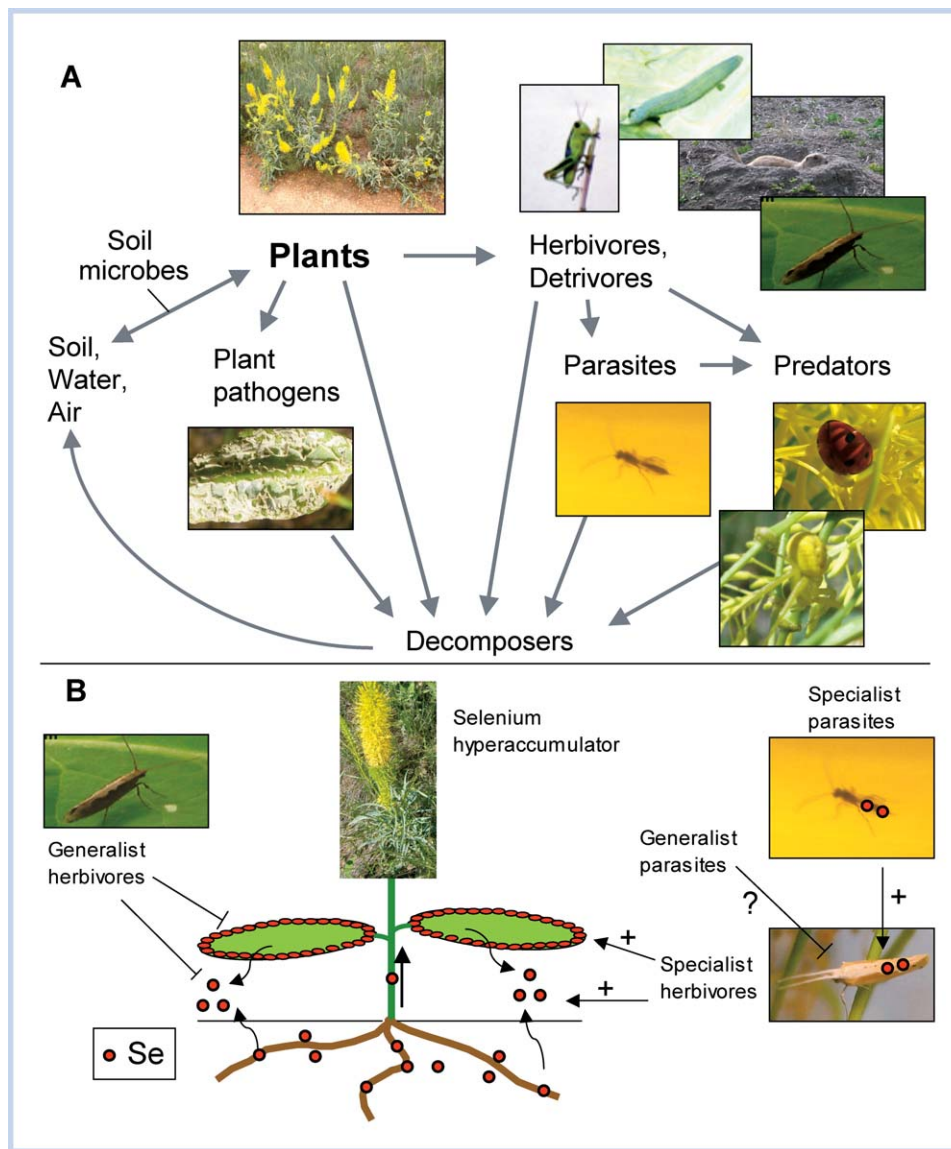 A
Soil
microbes
Plants
Herbivores,
Detrivores
Soil,
Water,
Air
Plant
pathogens
Parasites
Predators
Decomposers
B
Selenium
hyperaccumulator
Specialist
parasites
Generalist
herbivores
Generalist
parasites
?
+
+
Specialist
herbivores
+
Se